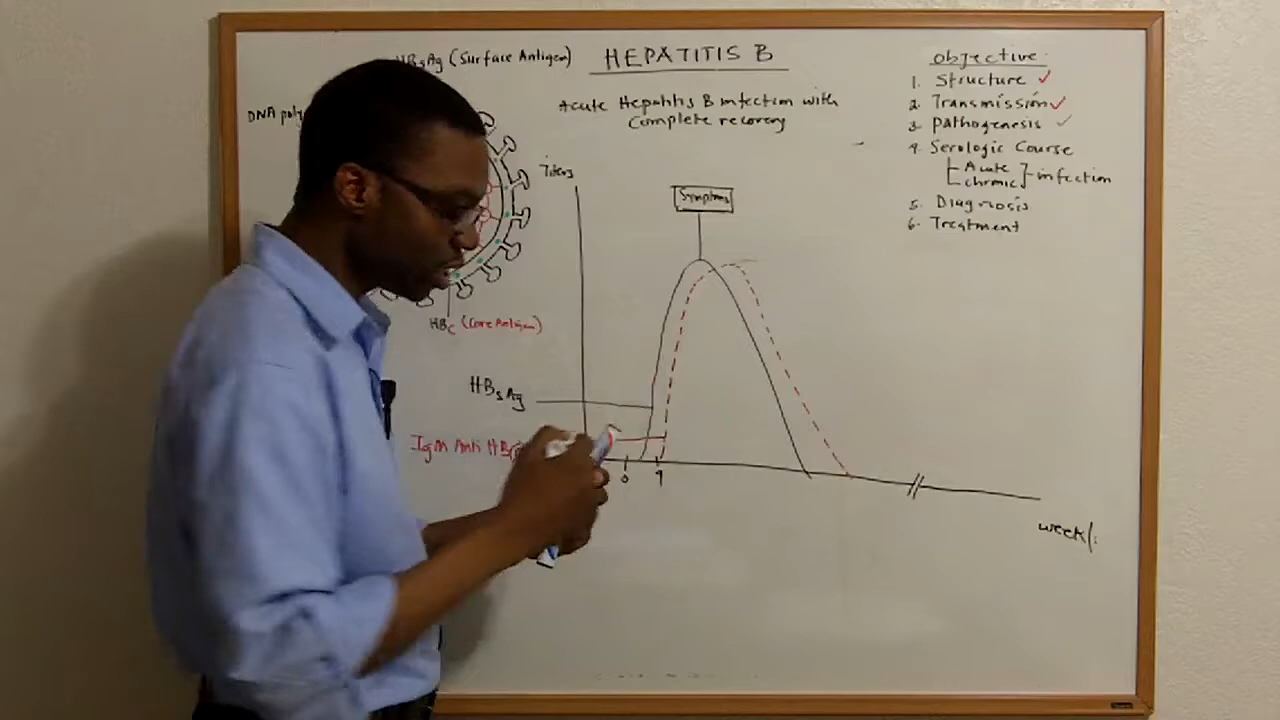 HBsAg (Surface Antigen)
HEPATITIS B
Acute Hepatitis B infection with
Complete recovery
DNA poly
HBc (Core Antigen)
Titers
Symptoms
HBsAg
IgM Anti HBc
0
4
week
Objective
1. Structure ✓
2. Transmission ✓
3. Pathogenesis ✓
4. Serologic Course
Acute
chronic
infection
5. Diagnosis
6. Treatment